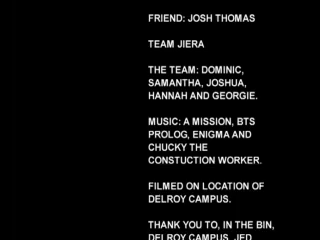 FRIEND: JOSH THOMAS
TEAM JIERA
THE TEAM: DOMINIC,
SAMANTHA, JOSHUA,
HANNAH AND GEORGIE.
MUSIC: A MISSION, BTS
PROLOG, ENIGMA AND
CHUCKY THE
CONSTUCTION WORKER.
FILMED ON LOCATION OF
DELROY CAMPUS.
THANK YOU TO, IN THE BIN,
DELROY CAMPUS, JED